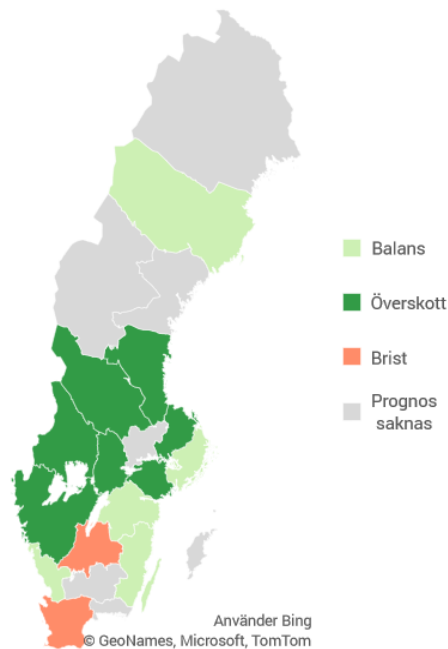 Balans
Överskott
Brist
Prognos
saknas
Använder Bing
© GeoNames, Microsoft, TomTom